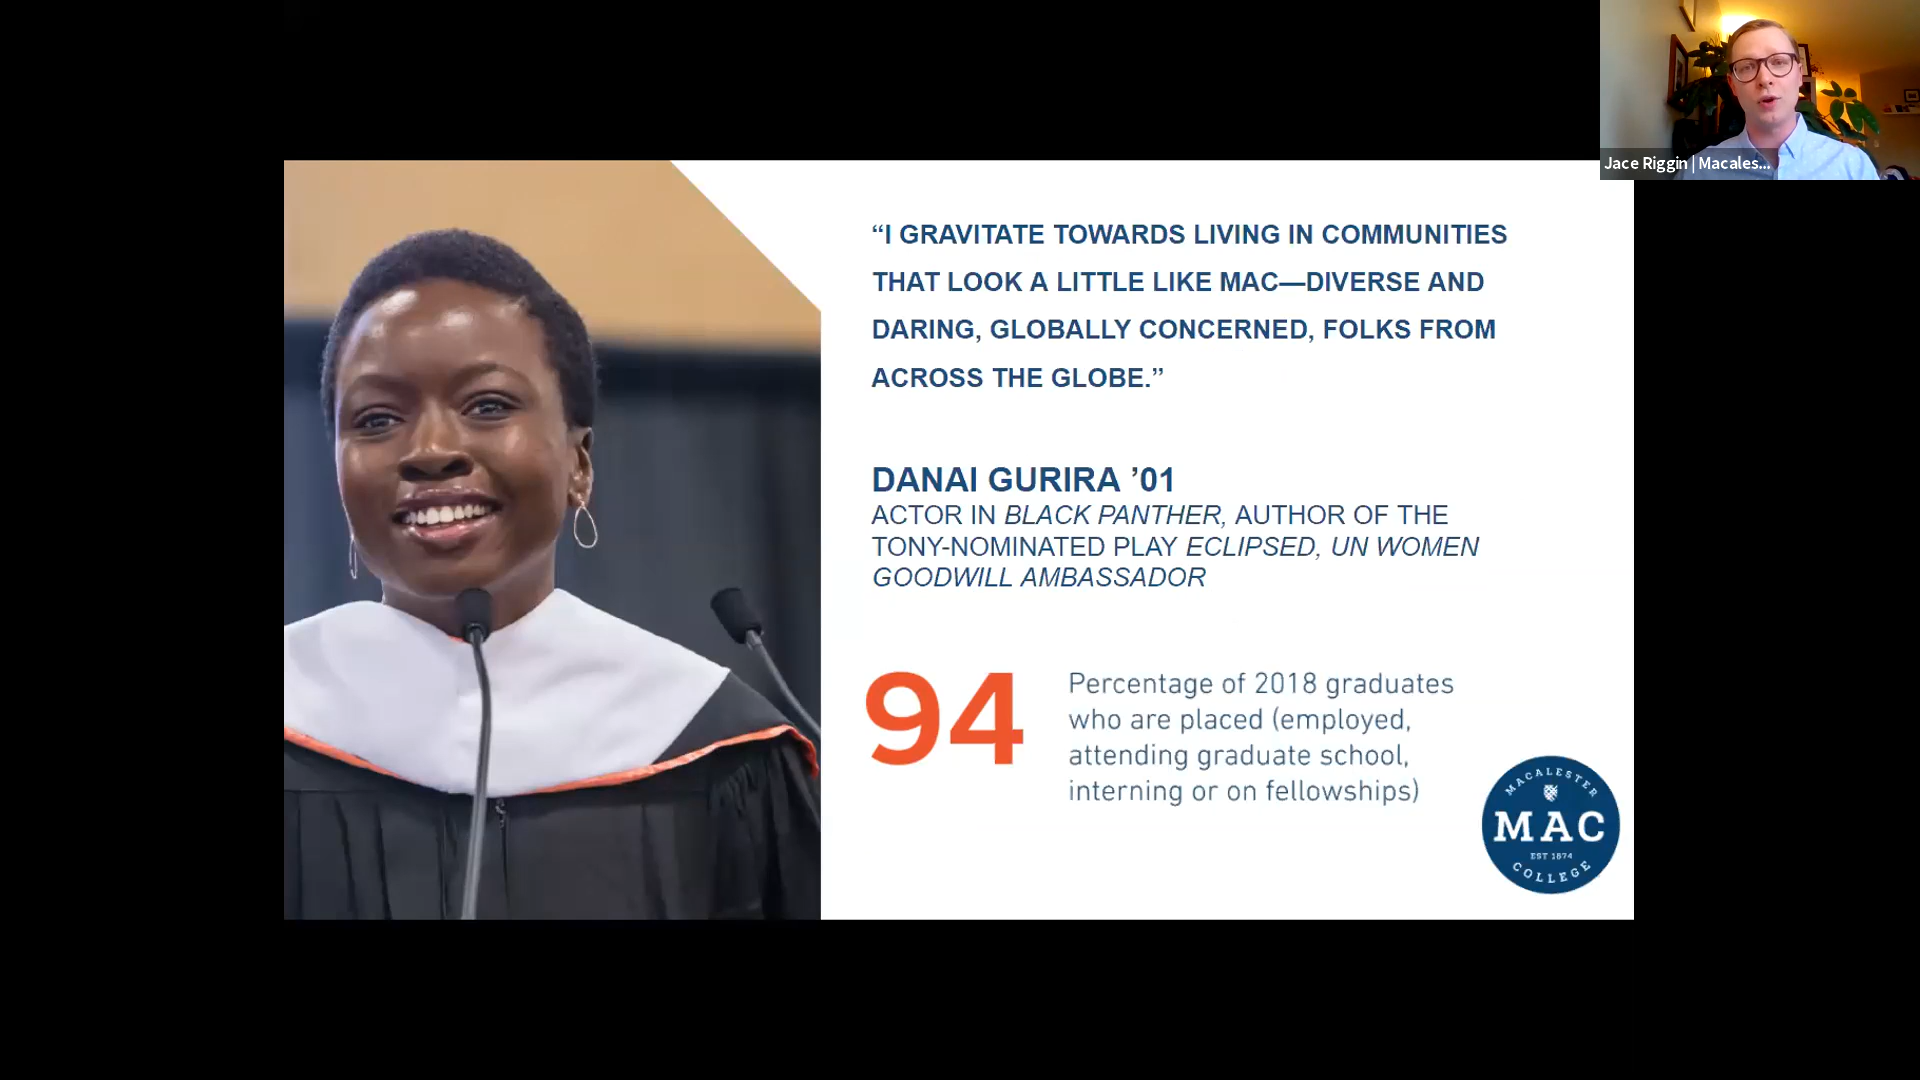 Jace Riggin | Macales...
“I GRAVITATE TOWARDS LIVING IN COMMUNITIES
THAT LOOK A LITTLE LIKE MAC—DIVERSE AND
DARING, GLOBALLY CONCERNED, FOLKS FROM
ACROSS THE GLOBE.”
DANAI GURIRA ’01
ACTOR IN BLACK PANTHER, AUTHOR OF THE
TONY-NOMINATED PLAY ECLIPSED, UN WOMEN
GOODWILL AMBASSADOR
94
Percentage of 2018 graduates
who are placed (employed,
attending graduate school,
interning or on fellowships)
MACALESTER
MAC
EST 1874
COLLEGE